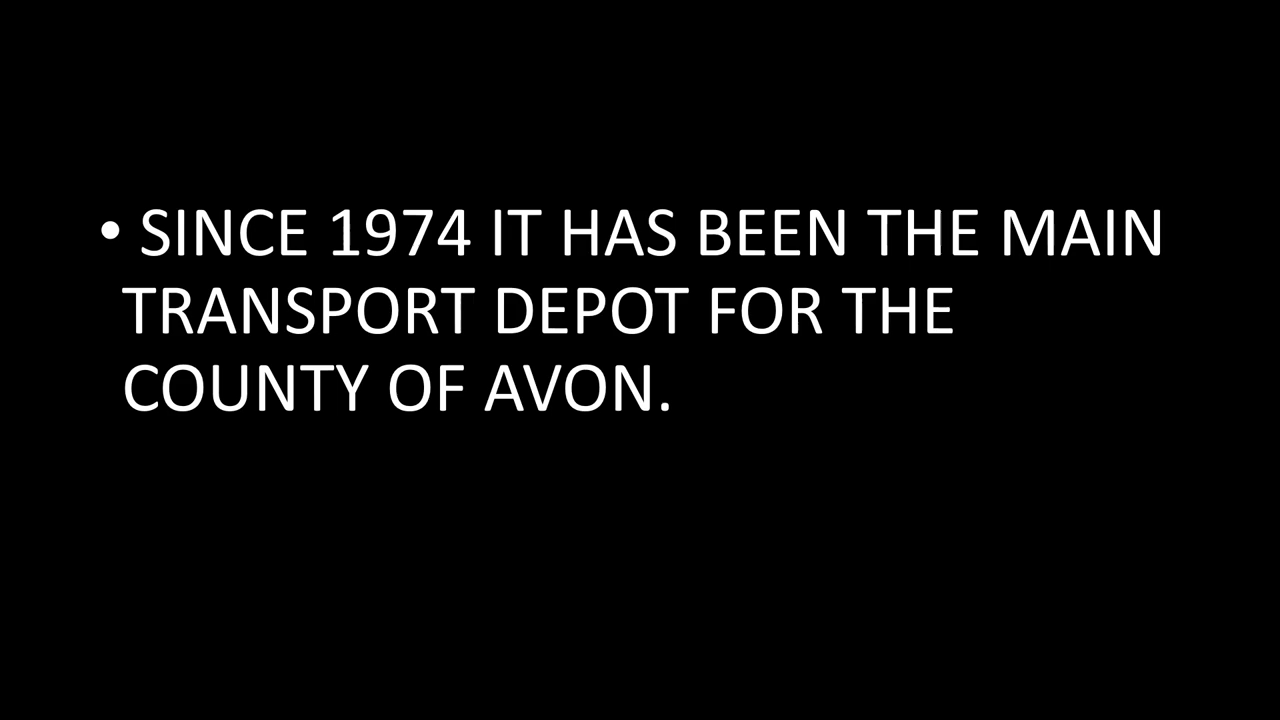 • SINCE 1974 IT HAS BEEN THE MAIN
TRANSPORT DEPOT FOR THE
COUNTY OF AVON.